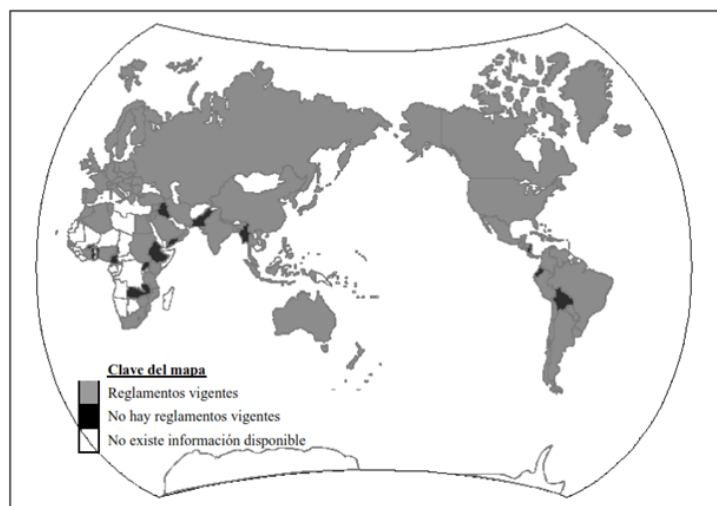 Clave del mapa
Reglamentos vigentes
No hay reglamentos vigentes
No existe información disponible